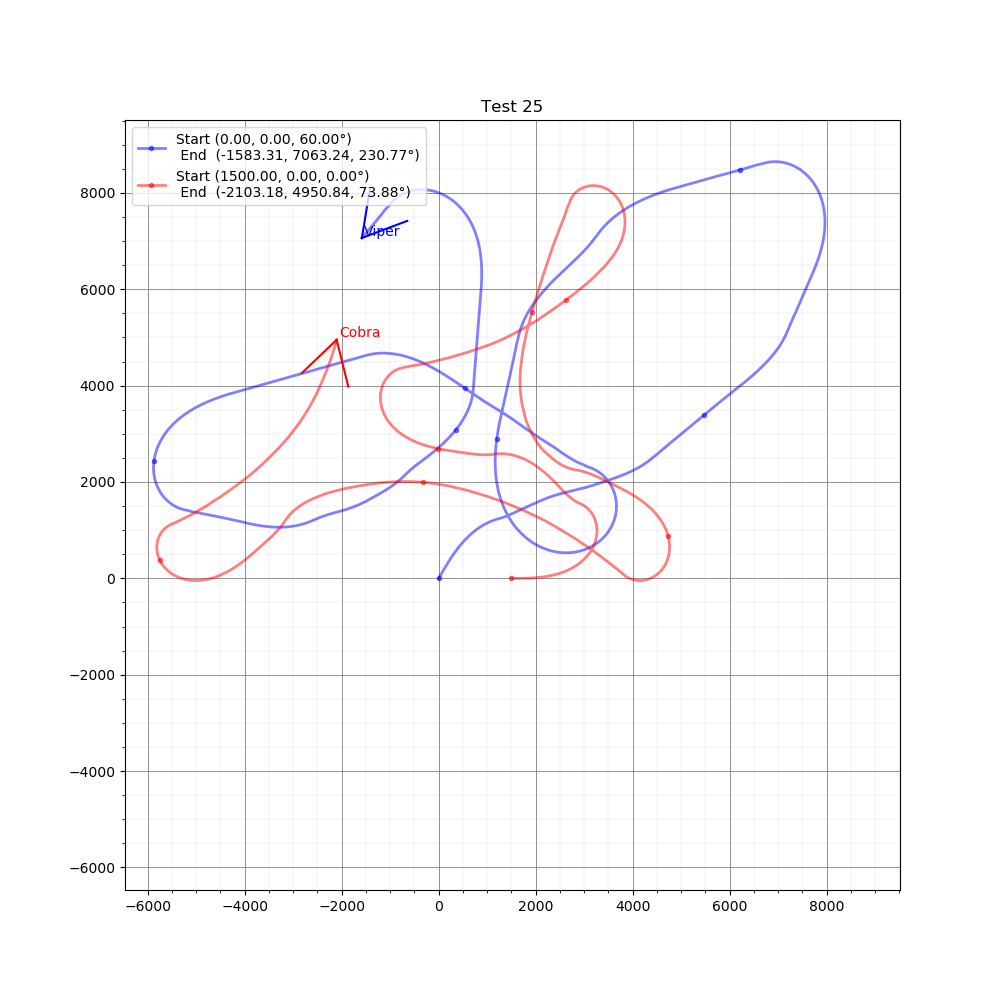 Test 25
Start (0.00, 0.00, 60.00°)
End  (-1583.31, 7063.24, 230.77°)
Start (1500.00, 0.00, 0.00°)
End  (-2103.18, 4950.84, 73.88°)
8000
Viper
6000
Cobra
4000
2000
0
−2000
−4000
−6000
−6000 −4000 −2000 0 2000 4000 6000 8000